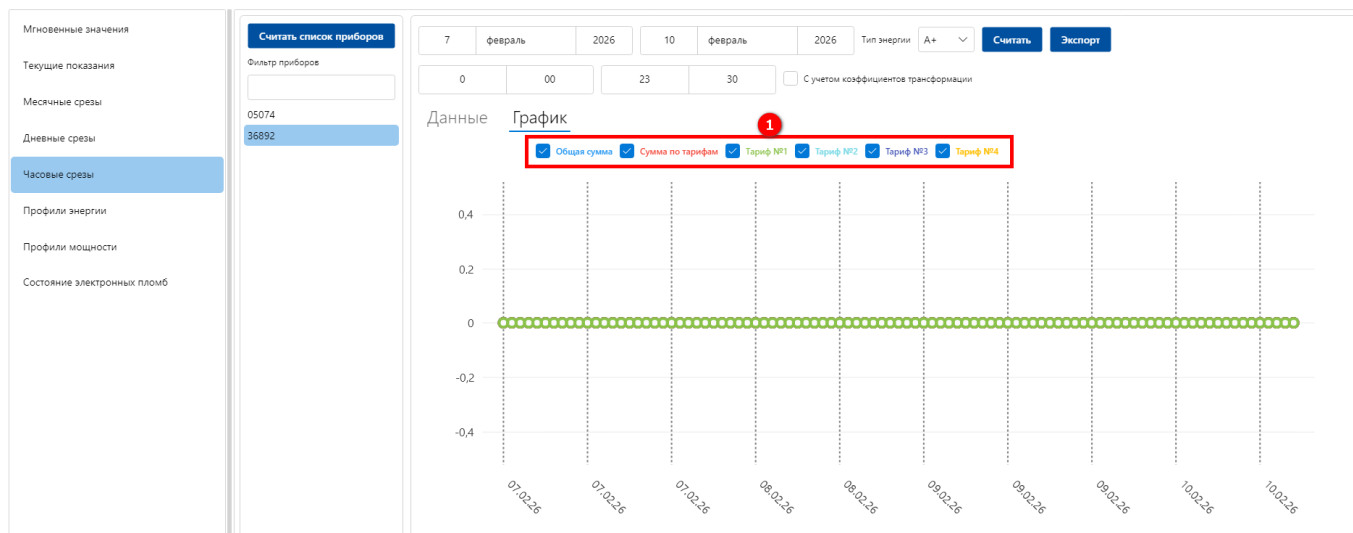 Мгновенные значения
Текущие показания
Месячные срезы
Дневные срезы
Часовые срезы
Профили энергии
Профили мощности
Состояние электронных пломб
Считать список приборов
Фильтр приборов
05074
36892
7 февраль 2026 10 февраль 2026 Тип энергии A+ Считать Экспорт
0 00 23 30 С учетом коэффициентов трансформации
Данные График
1
Общая сумма Сумма по тарифам Тариф №1 Тариф №2 Тариф №3 Тариф №4
0,4
0,2
0
-0,2
-0,4
07.02.26 07.02.26 07.02.26 08.02.26 08.02.26 09.02.26 09.02.26 09.02.26 10.02.26 10.02.26